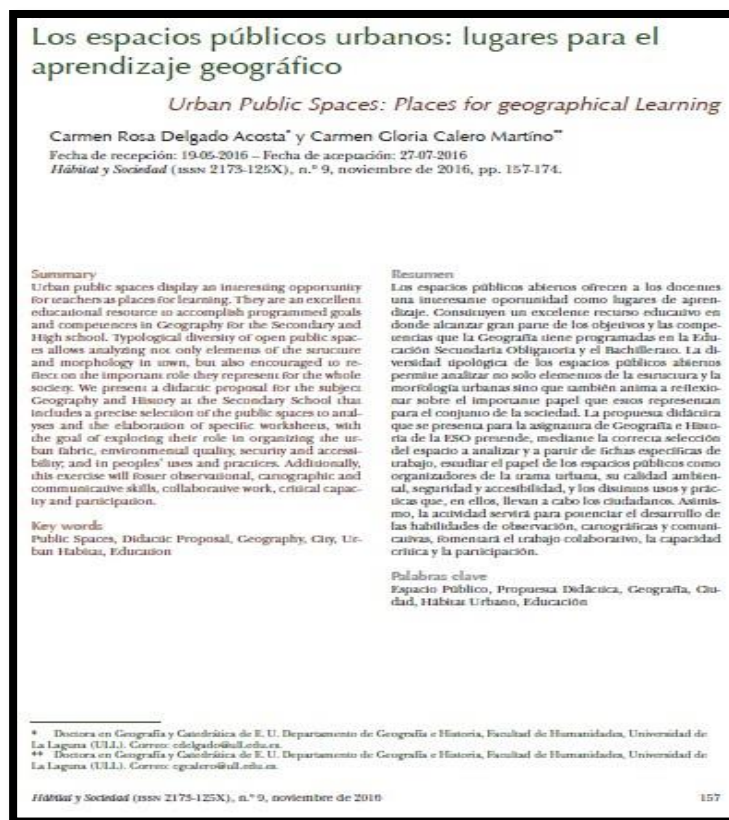 Los espacios públicos urbanos: lugares para el
aprendizaje geográfico
Urban Public Spaces: Places for geographical Learning
Carmen Rosa Delgado Acosta* y Carmen Gloria Calero Martíno**
Fecha de recepción: 19-05-2016 – Fecha de aceptación: 27-07-2016
Hábitat y Sociedad (ISSN 2173-125X), n.º 9, noviembre de 2016, pp. 157-174.
Summary
Urban public spaces display an interesting opportunity
for teachers as places for learning. They are an excellent
educational resource to accomplish programmed goals
and competences in Geography for the Secondary and
High school. Typological diversity of open public spac-
es allows analyzing not only elements of the structure
and morphology in town, but also encouraged to re-
flect on the important role they represent for the whole
society. We present a didactic proposal for the subject
Geography and History at the Secondary School that
includes a precise selection of the public spaces to anal-
yses and the elaboration of specific worksheets, with
the goal of exploring their role in organizing the ur-
ban fabric, environmental quality, security and accessi-
bility; and in peoples' uses and practices. Additionally,
this exercise will foster observational, cartographic and
communicative skills, collaborative work, critical capac-
ity and participation.
Key words
Public Spaces, Didactic Proposal, Geography, City, Ur-
ban Habitat, Education
Resumen
Los espacios públicos abiertos ofrecen a los docentes
una interesante oportunidad como lugares de apren-
dizaje. Constituyen un excelente recurso educativo en
donde alcanzar gran parte de los objetivos y las compe-
tencias que la Geografía tiene programadas en la Edu-
cación Secundaria Obligatoria y el Bachillerato. La di-
versidad tipológica de los espacios públicos abiertos
permite analizar no solo elementos de la estructura y la
morfología urbanas sino que también anima a reflexio-
nar sobre el importante papel que estos representan
para el conjunto de la sociedad. La propuesta didáctica
que se presenta para la asignatura de Geografía e Histo-
ria de la ESO pretende, mediante la correcta selección
del espacio a analizar y a partir de fichas específicas de
trabajo, estudiar el papel de los espacios públicos como
organizadores de la trama urbana, su calidad ambien-
tal, seguridad y accesibilidad, y los distintos usos y prác-
ticas que, en ellos, llevan a cabo los ciudadanos. Asimis-
mo, la actividad servirá para potenciar el desarrollo de
las habilidades de observación, cartográficas y comuni-
cativas, fomentará el trabajo colaborativo, la capacidad
crítica y la participación.
Palabras clave
Espacio Público, Propuesta Didáctica, Geografía, Ciu-
dad, Hábitat Urbano, Educación
* Doctora en Geografía y Catedrática de E. U. Departamento de Geografía e Historia, Facultad de Humanidades, Universidad de
La Laguna (ULL). Correo: cdelgado@ull.edu.es.
** Doctora en Geografía y Catedrática de E. U. Departamento de Geografía e Historia, Facultad de Humanidades, Universidad de
La Laguna (ULL). Correo: cgcalero@ull.edu.es.
Hábitat y Sociedad (ISSN 2173-125X), n.º 9, noviembre de 2016
157